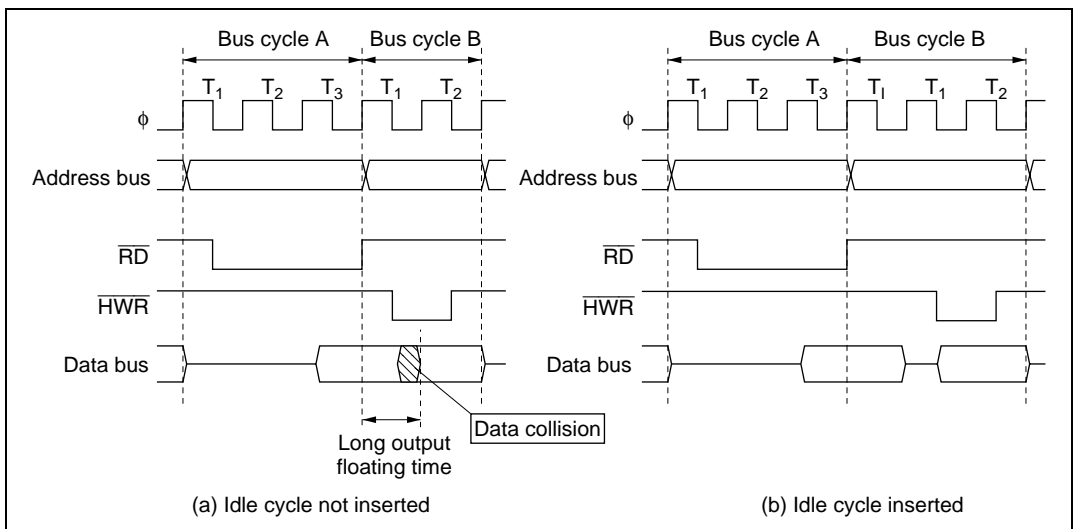 Bus cycle A
Bus cycle B
T1 T2 T3 T1 T2
ϕ
Address bus
RD
HWR
Data bus
Data collision
Long output
floating time
(a) Idle cycle not inserted
Bus cycle A
Bus cycle B
T1 T2 T3 TI T1 T2
ϕ
Address bus
RD
HWR
Data bus
(b) Idle cycle inserted